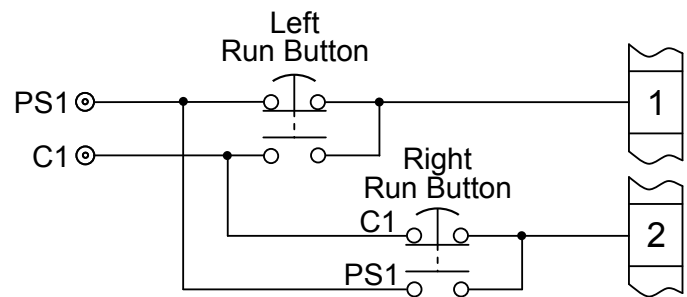 Left
Run Button
PS1
1
C1
Right
Run Button
C1
2
PS1